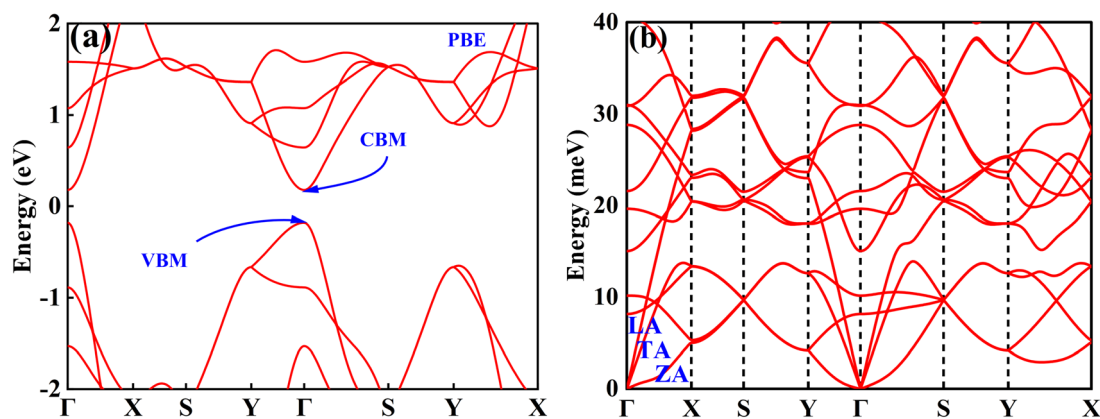 (a)
PBE
CBM
VBM
Energy (eV)
2
1
0
-1
-2
Γ X S Y Γ S Y X
(b)
LA
TA
ZA
Energy (meV)
40
30
20
10
0
Γ X S Y Γ S Y X